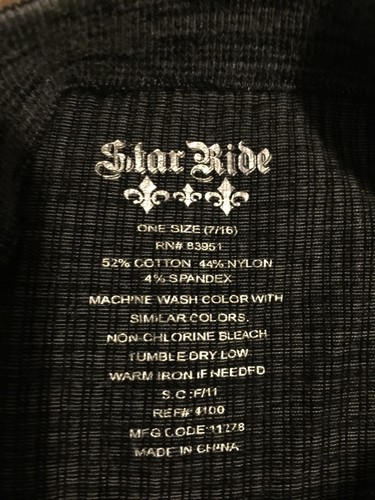 Star Ride
ONE SIZE (7/16)
RN# 83951
52% COTTON 44% NYLON
4% SPANDEX
MACHINE WASH COLOR WITH
SIMILAR COLORS.
NON-CHLORINE BLEACH
TUMBLE DRY LOW
WARM IRON IF NEEDED
S.C.:F/11
REF# 4100
MFG CODE 11278
MADE IN CHINA